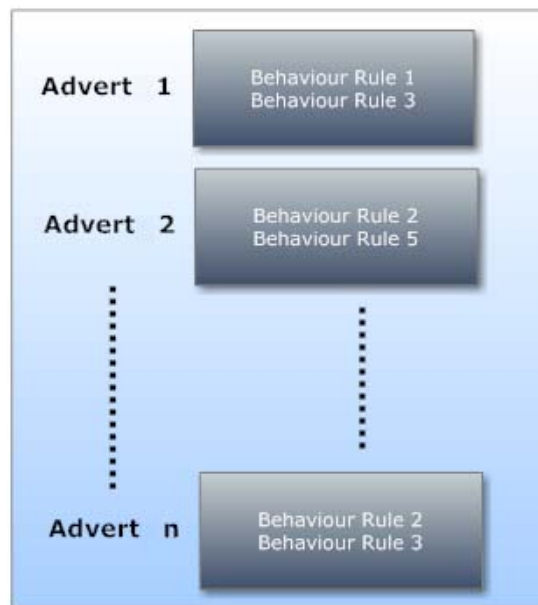 Advert 1
Behaviour Rule 1
Behaviour Rule 3
Advert 2
Behaviour Rule 2
Behaviour Rule 5
Advert n
Behaviour Rule 2
Behaviour Rule 3